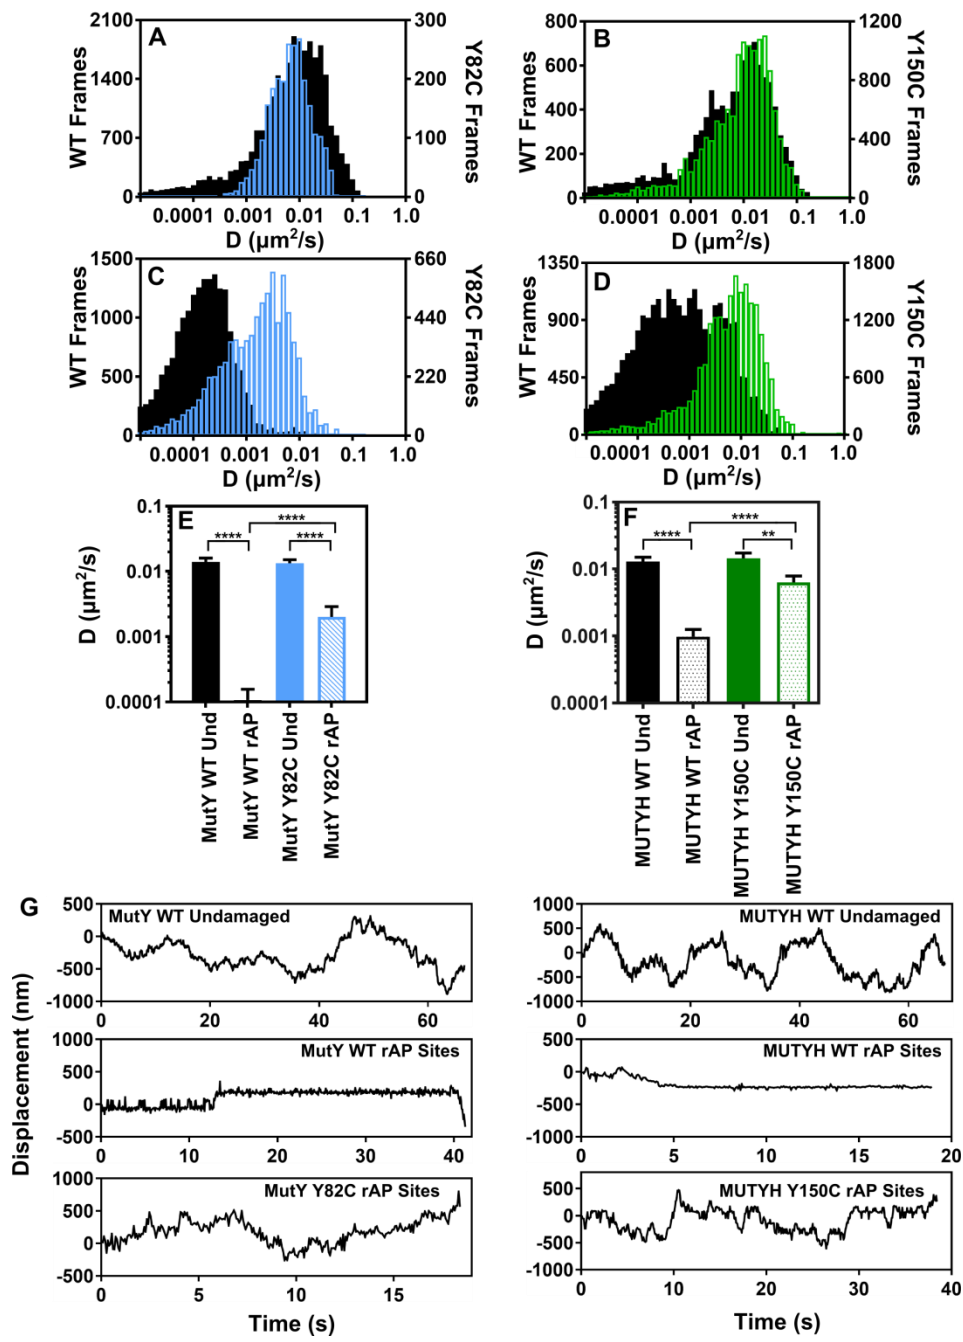 A
WT Frames
2100
1400
700
0
300
200
100
0
Y82C Frames
0.0001 0.001 0.01 0.1 1.0
D (μm²/s)
B
WT Frames
800
600
400
200
0
1200
800
400
0
Y150C Frames
0.0001 0.001 0.01 0.1 1.0
D (μm²/s)
C
WT Frames
1500
1000
500
0
660
440
220
0
Y82C Frames
0.0001 0.001 0.01 0.1 1.0
D (μm²/s)
D
WT Frames
1350
900
450
0
1800
1200
600
0
Y150C Frames
0.0001 0.001 0.01 0.1 1.0
D (μm²/s)
E
D (μm²/s)
0.1
0.01
0.001
0.0001
****
**** ****
MutY WT Und
MutY WT rAP
MutY Y82C Und
MutY Y82C rAP
F
D (μm²/s)
0.1
0.01
0.001
0.0001
****
**** **
MUTYH WT Und
MUTYH WT rAP
MUTYH Y150C Und
MUTYH Y150C rAP
G
Displacement (nm)
MutY WT Undamaged
500
0
-500
-1000
0 20 40 60
MUTYH WT Undamaged
1000
500
0
-500
-1000
0 10 20 30 40 50 60
MutY WT rAP Sites
1000
500
0
-500
0 10 20 30 40
MUTYH WT rAP Sites
500
0
-500
-1000
0 5 10 15 20
MutY Y82C rAP Sites
1000
500
0
-500
0 5 10 15
Time (s)
MUTYH Y150C rAP Sites
500
0
-500
-1000
0 10 20 30 40
Time (s)